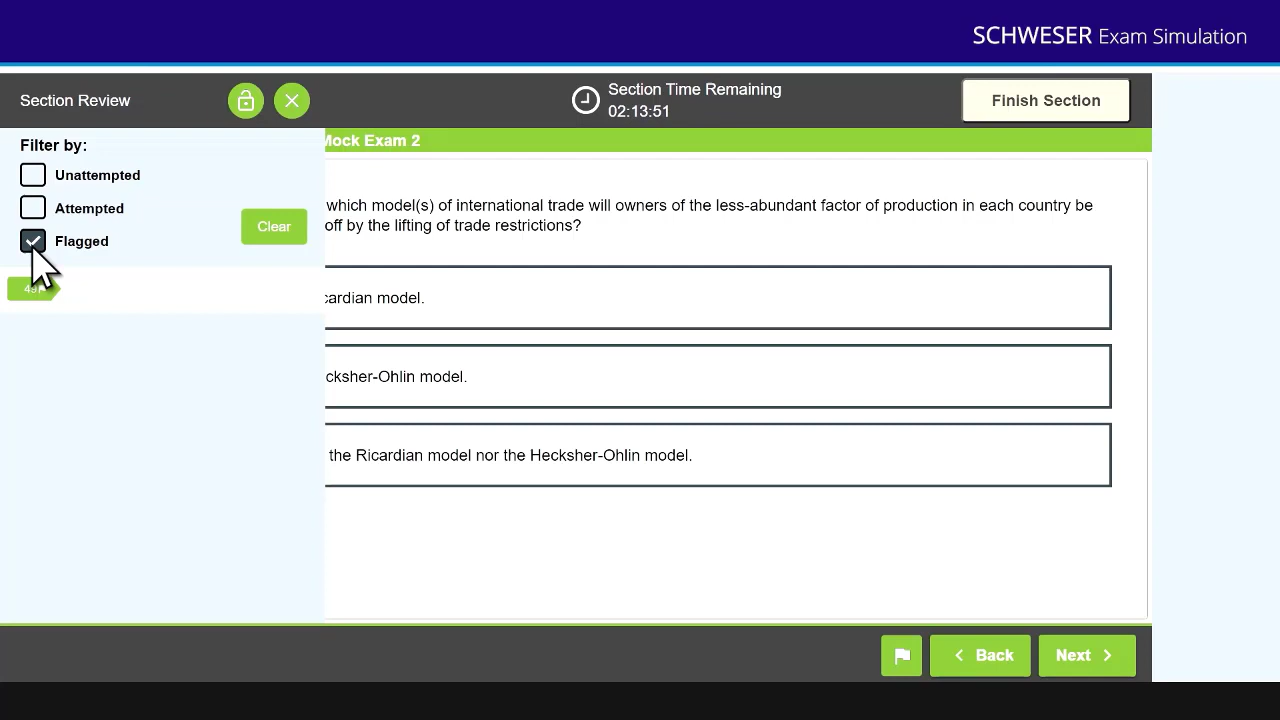 SCHWESER Exam Simulation
Section Review
Section Time Remaining
02:13:51
Finish Section
Filter by:
Unattempted
Attempted
Flagged
Clear
Mock Exam 2
which model(s) of international trade will owners of the less-abundant factor of production in each country be
off by the lifting of trade restrictions?
cardian model.
cksher-Ohlin model.
the Ricardian model nor the Hecksher-Ohlin model.
Back
Next